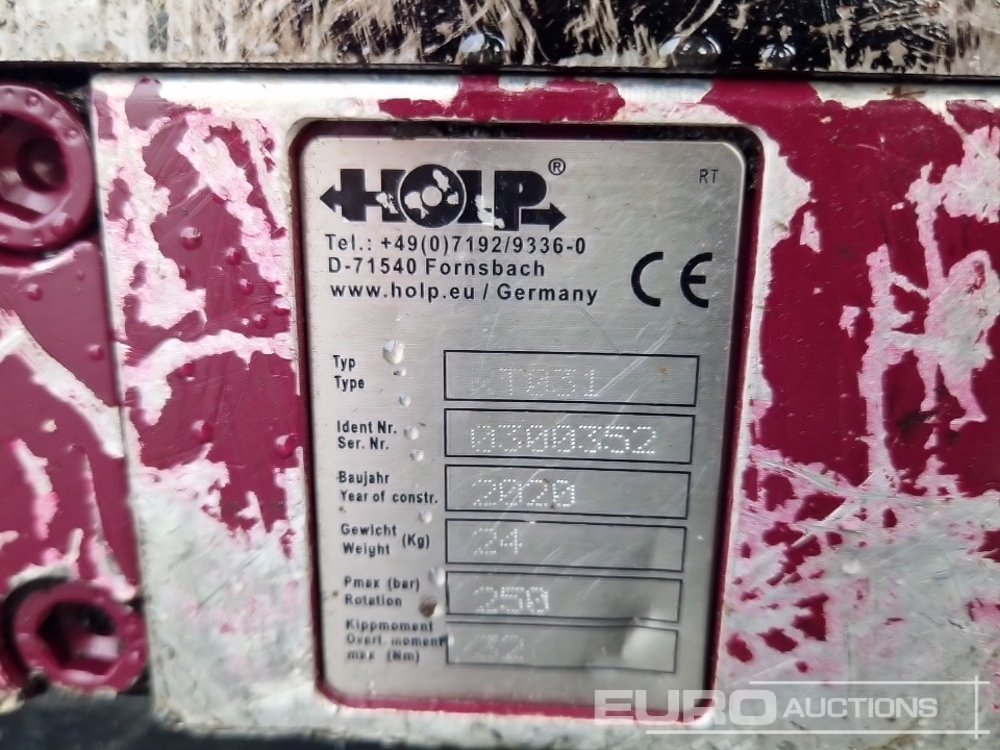 HOLP®
RT
Tel.: +49(0)7192/9336-0
D-71540 Fornsbach
www.holp.eu / Germany
CE
Typ
Type
RT031
Ident Nr.
Ser. Nr.
0300352
Baujahr
Year of constr.
2020
Gewicht
Weight (Kg)
24
Pmax (bar)
Rotation
250
Kippmoment
Overt. moment
max (Nm)
EURO AUCTIONS